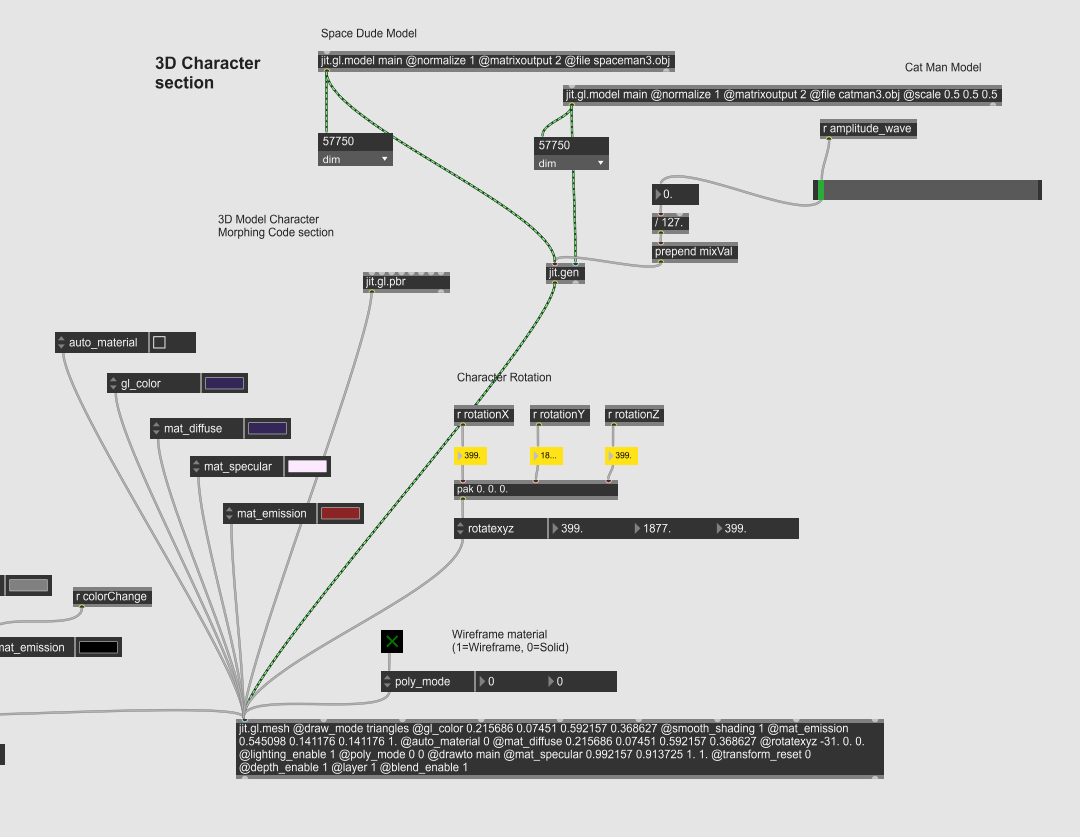 Space Dude Model
3D Character
section
jit.gl.model main @normalize 1 @matrixoutput 2 @file spaceman3.obj
Cat Man Model
jit.gl.model main @normalize 1 @matrixoutput 2 @file catman3.obj @scale 0.5 0.5 0.5
r amplitude_wave
57750
dim
57750
dim
0.
/ 127.
prepend mixVal
3D Model Character
Morphing Code section
jit.gen
jit.gl.pbr
auto_material
gl_color
mat_diffuse
mat_specular
mat_emission
Character Rotation
r rotationX
r rotationY
r rotationZ
399.
18...
399.
pak 0. 0. 0.
rotatexyz 399. 1877. 399.
r colorChange
mat_emission
Wireframe material
(1=Wireframe, 0=Solid)
poly_mode 0 0
jit.gl.mesh @draw_mode triangles @gl_color 0.215686 0.07451 0.592157 0.368627 @smooth_shading 1 @mat_emission
0.545098 0.141176 0.141176 1. @auto_material 0 @mat_diffuse 0.215686 0.07451 0.592157 0.368627 @rotatexyz -31. 0. 0.
@lighting_enable 1 @poly_mode 0 0 @drawto main @mat_specular 0.992157 0.913725 1. 1. @transform_reset 0
@depth_enable 1 @layer 1 @blend_enable 1